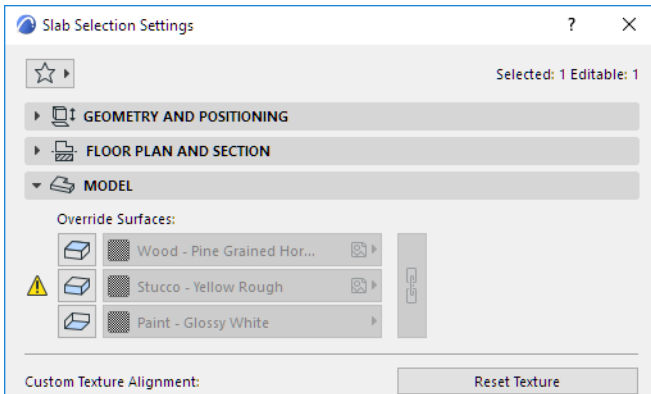 Slab Selection Settings
Selected: 1 Editable: 1
GEOMETRY AND POSITIONING
FLOOR PLAN AND SECTION
MODEL
Override Surfaces:
Wood - Pine Grained Hor...
Stucco - Yellow Rough
Paint - Glossy White
Custom Texture Alignment:
Reset Texture